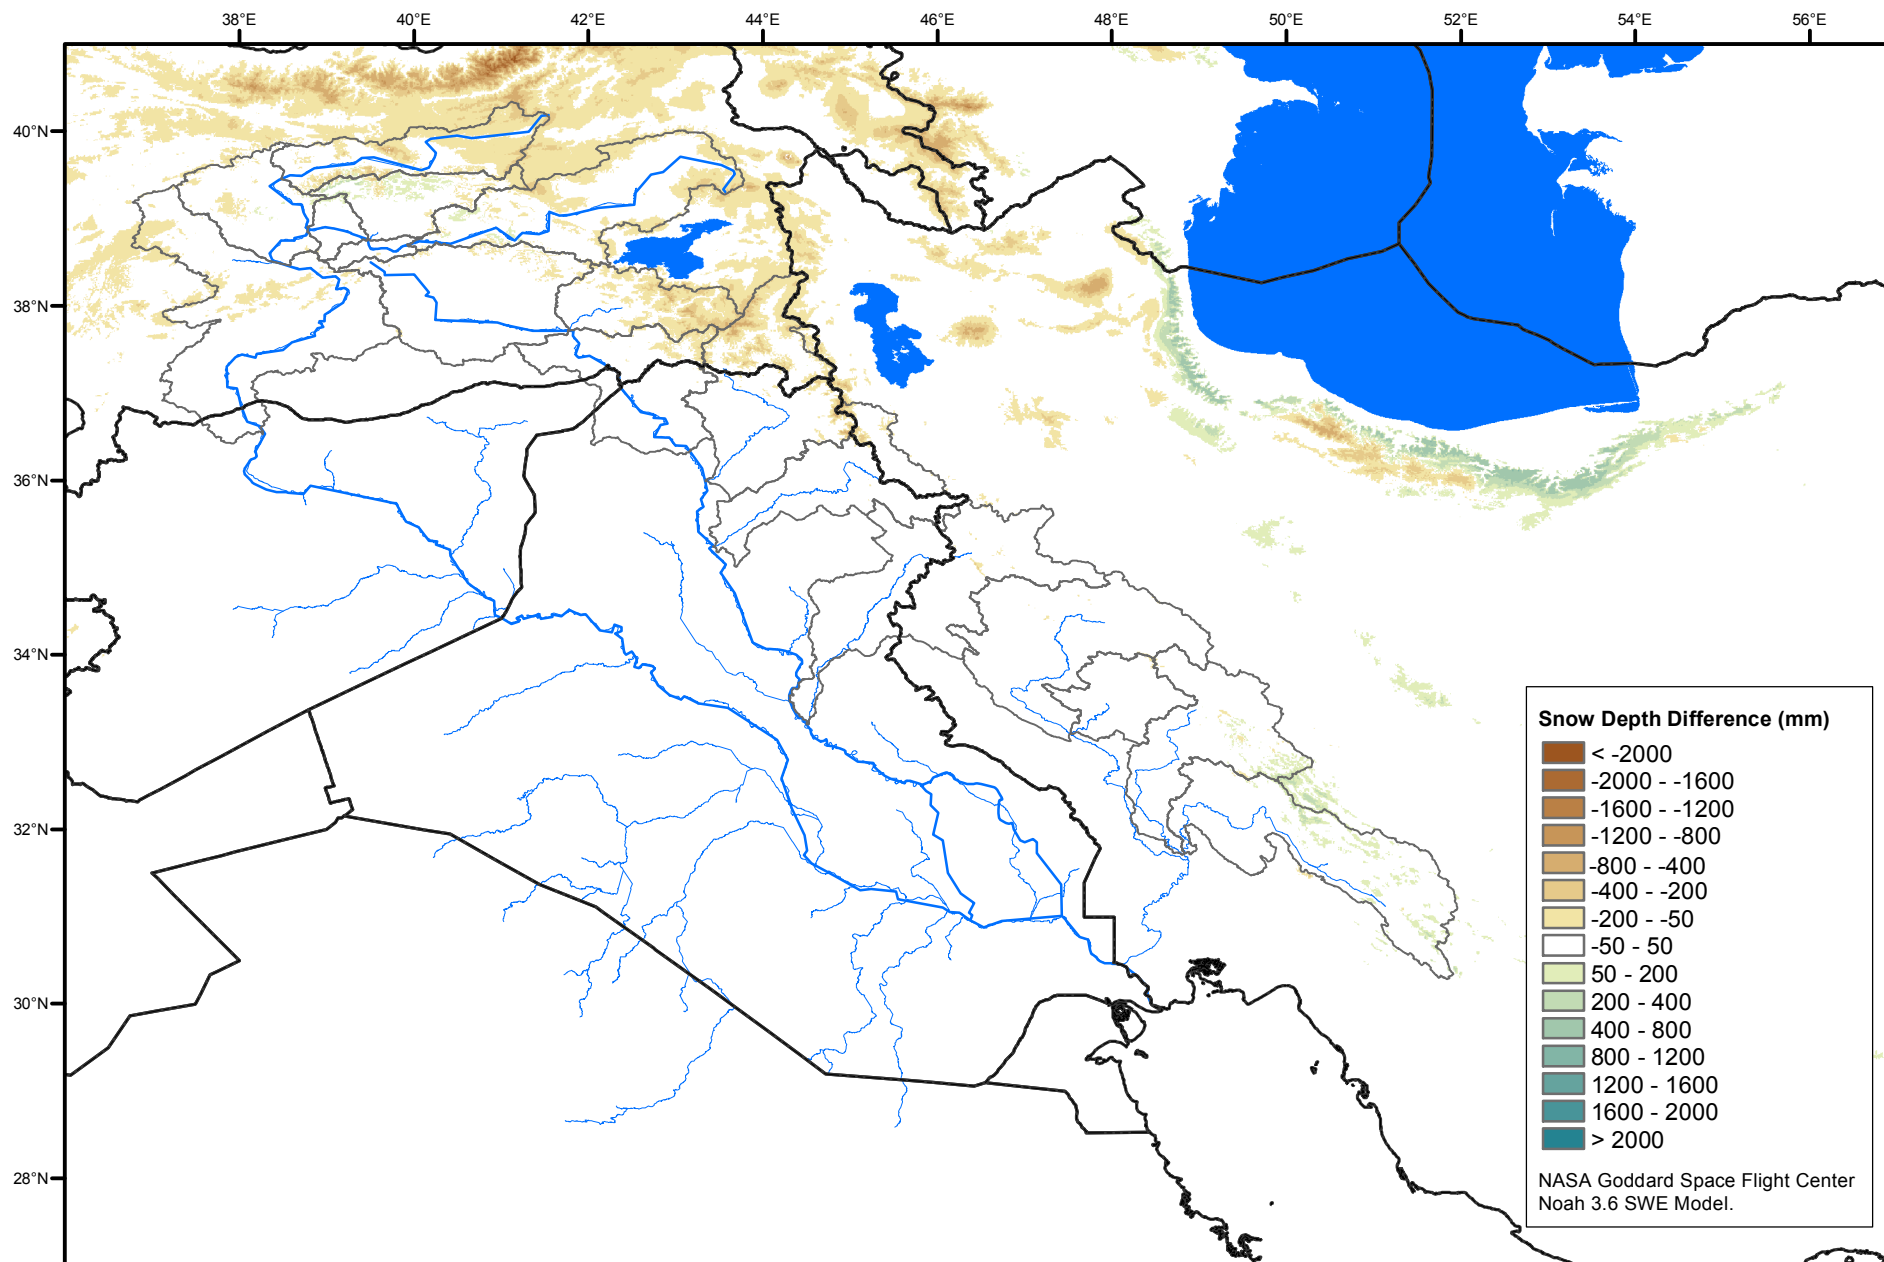 38°E 40°E 42°E 44°E 46°E 48°E 50°E 52°E 54°E 56°E
40°N
38°N
36°N
34°N
32°N
30°N
28°N
Snow Depth Difference (mm)
< -2000
-2000 - -1600
-1600 - -1200
-1200 - -800
-800 - -400
-400 - -200
-200 - -50
-50 - 50
50 - 200
200 - 400
400 - 800
800 - 1200
1200 - 1600
1600 - 2000
> 2000
NASA Goddard Space Flight Center
Noah 3.6 SWE Model.